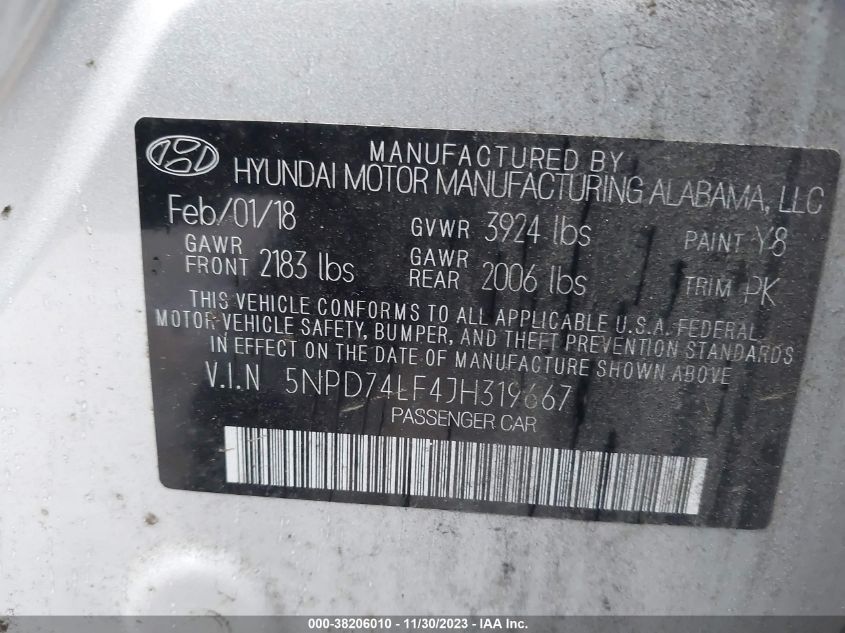 MANUFACTURED BY
HYUNDAI MOTOR MANUFACTURING ALABAMA, LLC
Feb/01/18 GVWR 3924 lbs PAINT Y8
GAWR FRONT 2183 lbs GAWR REAR 2006 lbs TRIM PK
THIS VEHICLE CONFORMS TO ALL APPLICABLE U.S.A. FEDERAL
MOTOR VEHICLE SAFETY, BUMPER, AND THEFT PREVENTION STANDARDS
IN EFFECT ON THE DATE OF MANUFACTURE SHOWN ABOVE
V.I.N 5NPD74LF4JH319667
PASSENGER CAR
000-38206010 - 11/30/2023 - IAA Inc.